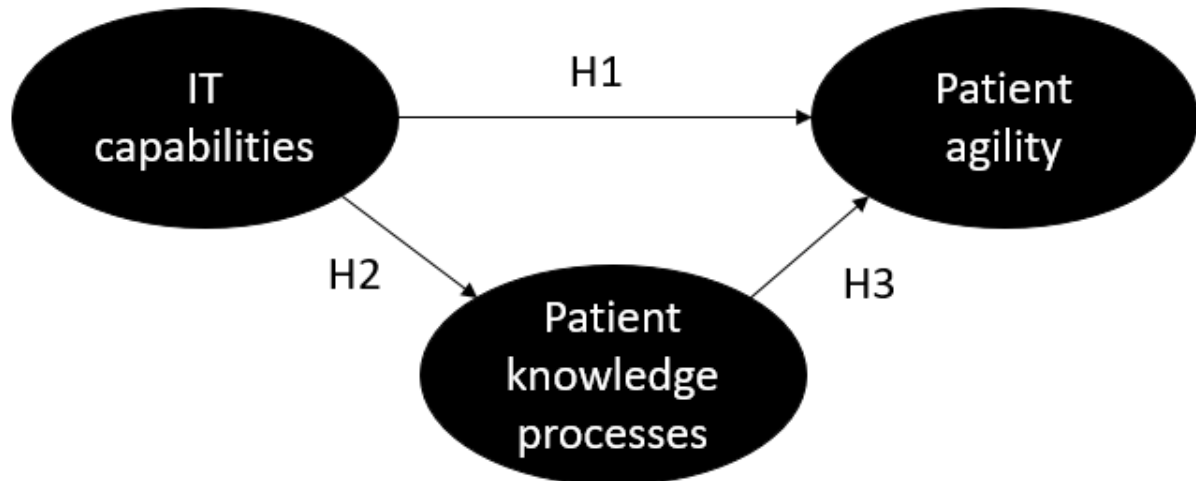 IT
capabilities
H1
Patient
agility
H2
H3
Patient
knowledge
processes